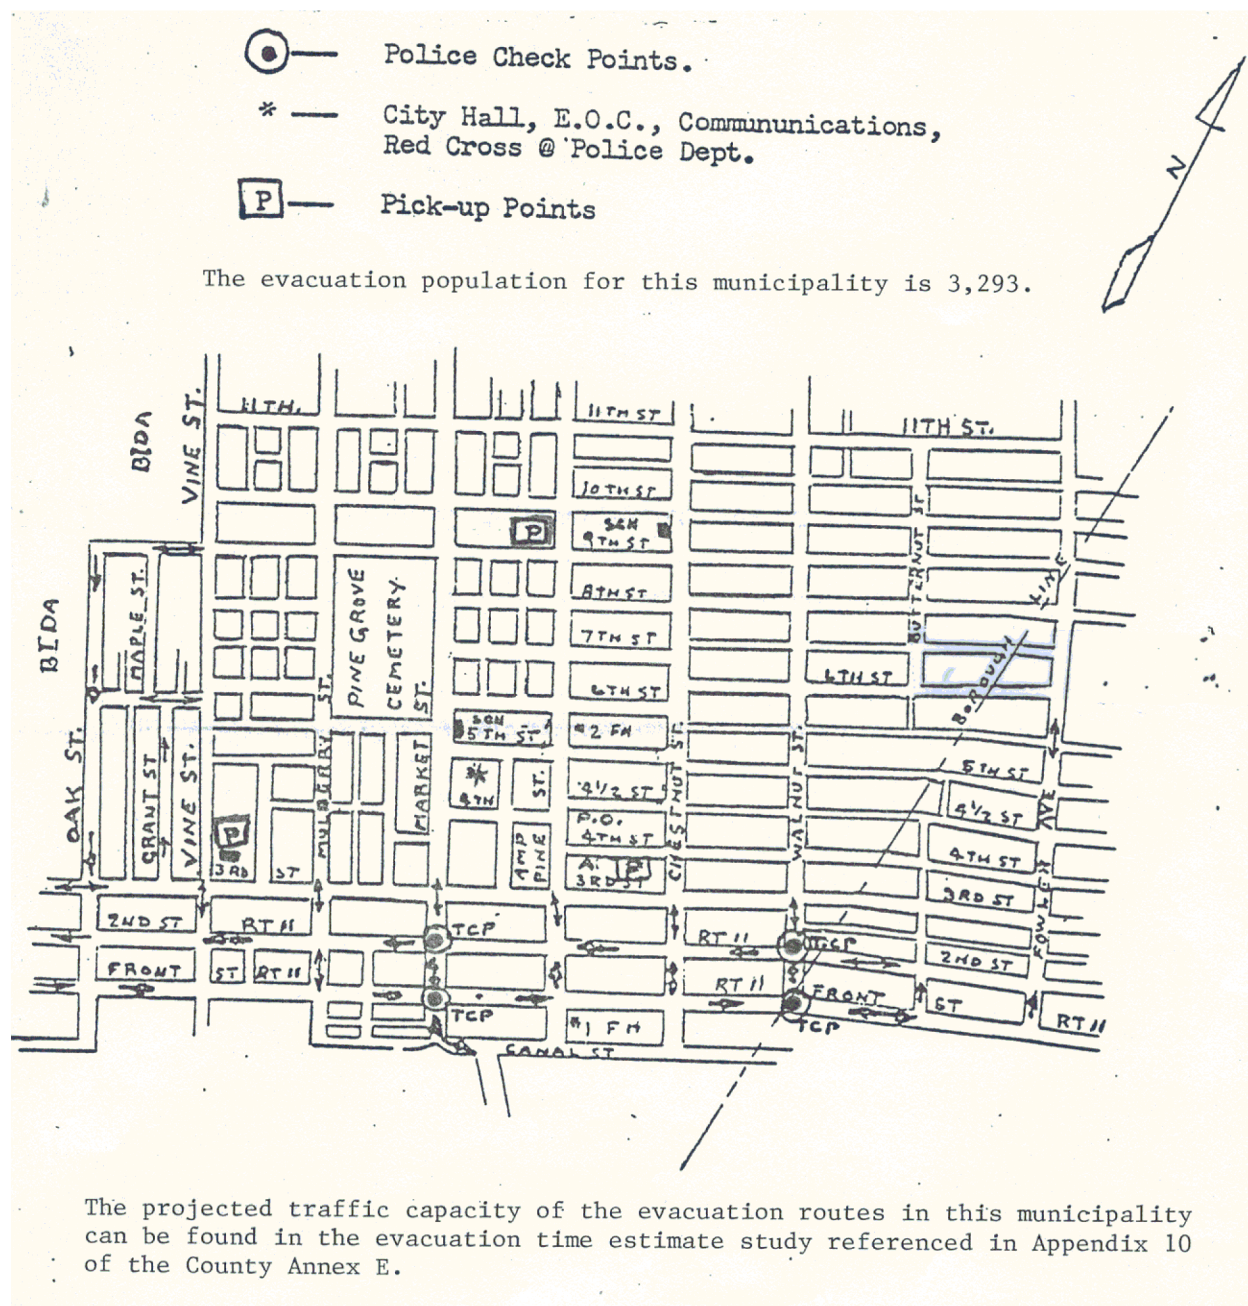 Police Check Points.
* — City Hall, E.O.C., Commununications,
Red Cross @ Police Dept.
P — Pick-up Points
N
The evacuation population for this municipality is 3,293.
11TH.
11TH ST
11TH ST.
BldA
VINE ST.
10TH ST
P
SCH
9TH ST
BUTTERNUT ST
LINE
BldA
MAPLE ST.
PINE GROVE
CEMETERY.
8TH ST
7TH ST
6TH ST
6TH ST
BOROUGH
OAK ST.
GRANT ST
VINE ST.
MULBERRY ST.
MARKET ST.
SCH
5TH ST
#2 FH
CHESTNUT ST.
WALNUT ST.
5TH ST
*
4TH
ST.
4 1/2 ST
4 1/2 ST
P
AMP
PINE
P.O.
4TH ST
4TH ST
FOWLER AVE
3RD ST
A.
P
3RD ST
3RD ST
2ND ST
RT 11
TCP
RT 11
TCP
2ND ST
FRONT
ST
RT 11
TCP
RT 11
FRONT
ST
RT 11
TCP
#1 FH
CANAL ST
The projected traffic capacity of the evacuation routes in this municipality
can be found in the evacuation time estimate study referenced in Appendix 10
of the County Annex E.